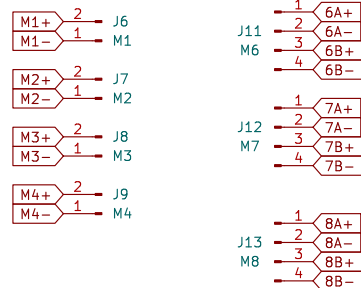 M1+ 2 J6
M1- 1 M1
M2+ 2 J7
M2- 1 M2
M3+ 2 J8
M3- 1 M3
M4+ 2 J9
M4- 1 M4
1 6A+
J11 2 6A-
M6 3 6B+
4 6B-
1 7A+
J12 2 7A-
M7 3 7B+
4 7B-
1 8A+
J13 2 8A-
M8 3 8B+
4 8B-